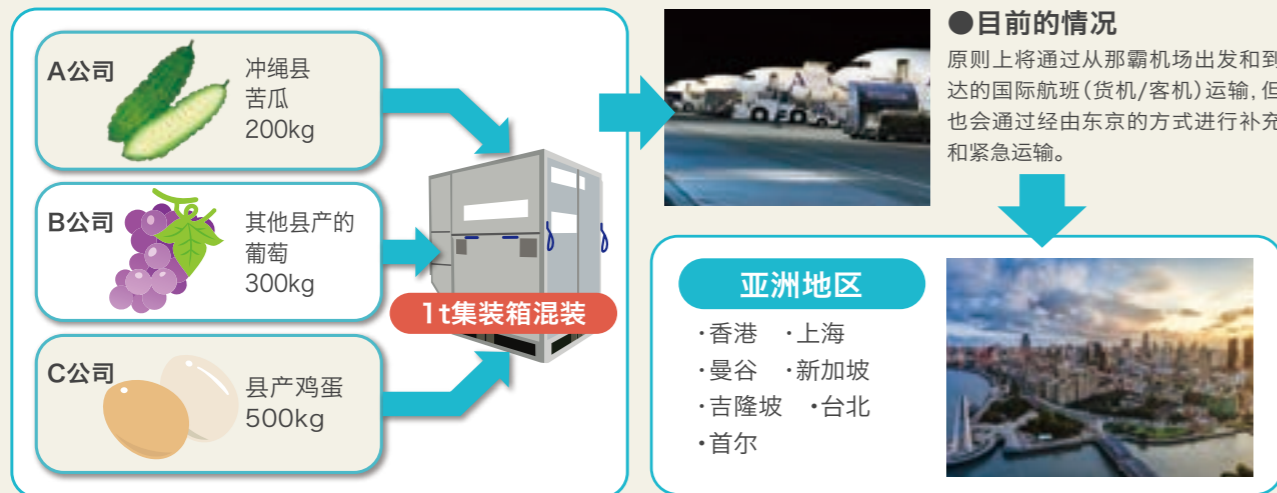 A公司
冲绳县
苦瓜
200kg
B公司
其他县产的
葡萄
300kg
C公司
县产鸡蛋
500kg
1t集装箱混装
●目前的情况
原则上将通过从那霸机场出发和到
达的国际航班(货机/客机)运输,但
也会通过经由东京的方式进行补充
和紧急运输。
亚洲地区
·香港 ·上海
·曼谷 ·新加坡
·吉隆坡 ·台北
·首尔